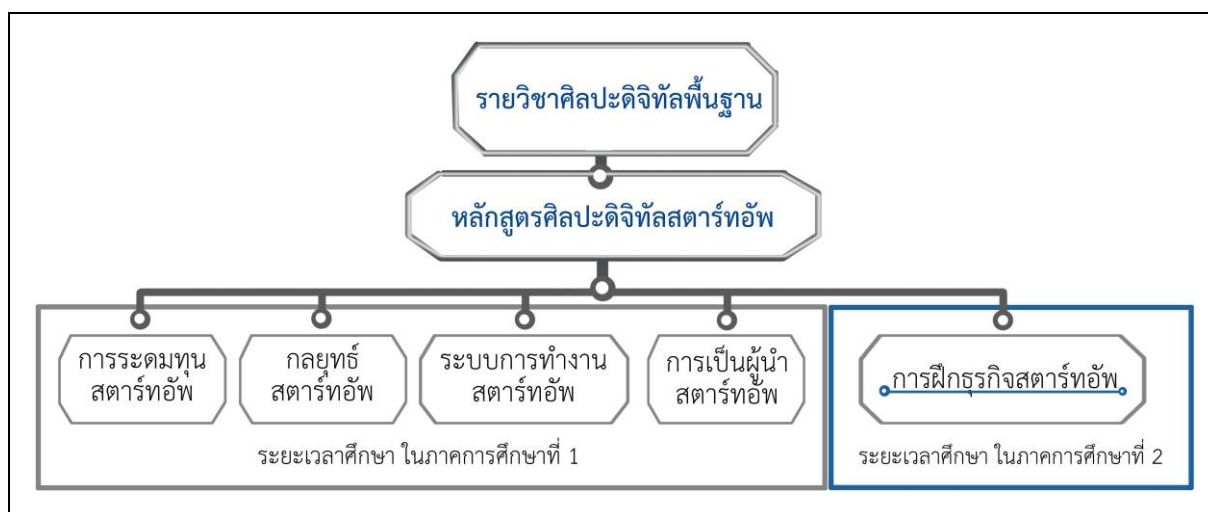 รายวิชาศิลปะดิจิทัลพื้นฐาน
หลักสูตรศิลปะดิจิทัลสตาร์ทอัพ
การระดมทุน
สตาร์ทอัพ
กลยุทธ์
สตาร์ทอัพ
ระบบการทำงาน
สตาร์ทอัพ
การเป็นผู้นำ
สตาร์ทอัพ
ระยะเวลาศึกษา ในภาคการศึกษาที่ 1
การฝึกธุรกิจสตาร์ทอัพ
ระยะเวลาศึกษา ในภาคการศึกษาที่ 2